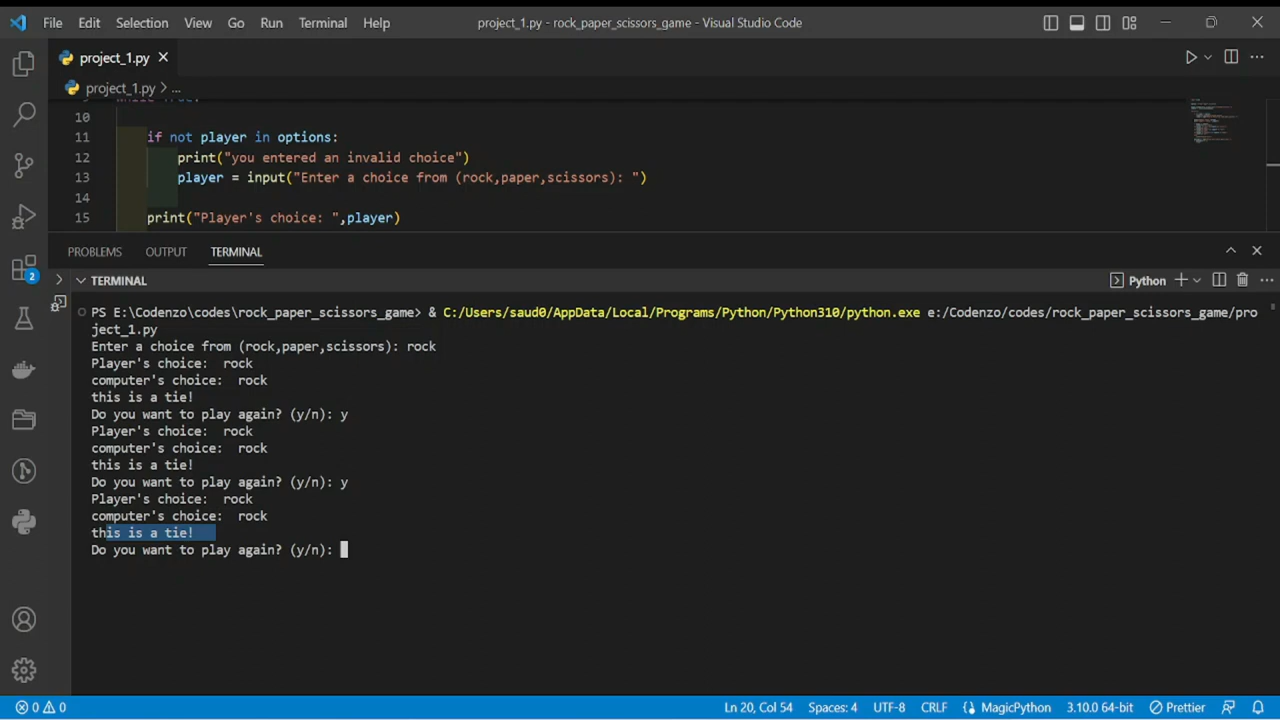 File Edit Selection View Go Run Terminal Help project_1.py - rock_paper_scissors_game - Visual Studio Code
project_1.py
project_1.py > ...
10
11 if not player in options:
12 print("you entered an invalid choice")
13 player = input("Enter a choice from (rock,paper,scissors): ")
14
15 print("Player's choice: ",player)
PROBLEMS OUTPUT TERMINAL
2
TERMINAL Python
PS E:\Codenzo\codes\rock_paper_scissors_game> & C:/Users/saud0/AppData/Local/Programs/Python/Python310/python.exe e:/Codenzo/codes/rock_paper_scissors_game/pro
ject_1.py
Enter a choice from (rock,paper,scissors): rock
Player's choice:  rock
computer's choice:  rock
this is a tie!
Do you want to play again? (y/n): y
Player's choice:  rock
computer's choice:  rock
this is a tie!
Do you want to play again? (y/n): y
Player's choice:  rock
computer's choice:  rock
this is a tie!
Do you want to play again? (y/n):
0 0 Ln 20, Col 54 Spaces: 4 UTF-8 CRLF MagicPython 3.10.0 64-bit Prettier